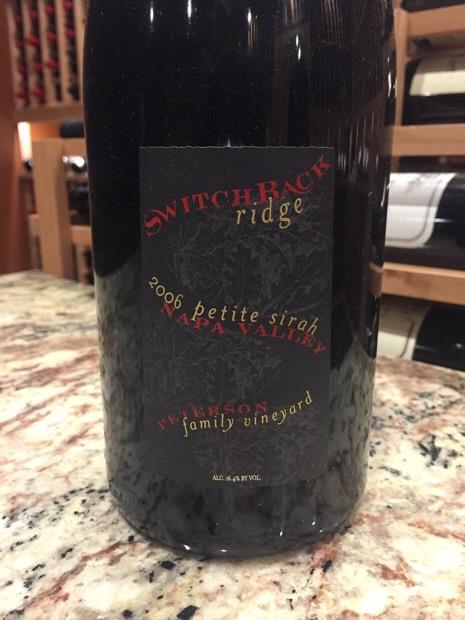 SWITCHBACK
ridge
2006 petite sirah
NAPA VALLEY
PETERSON
family vineyard
ALC. 16.4% BY VOL.